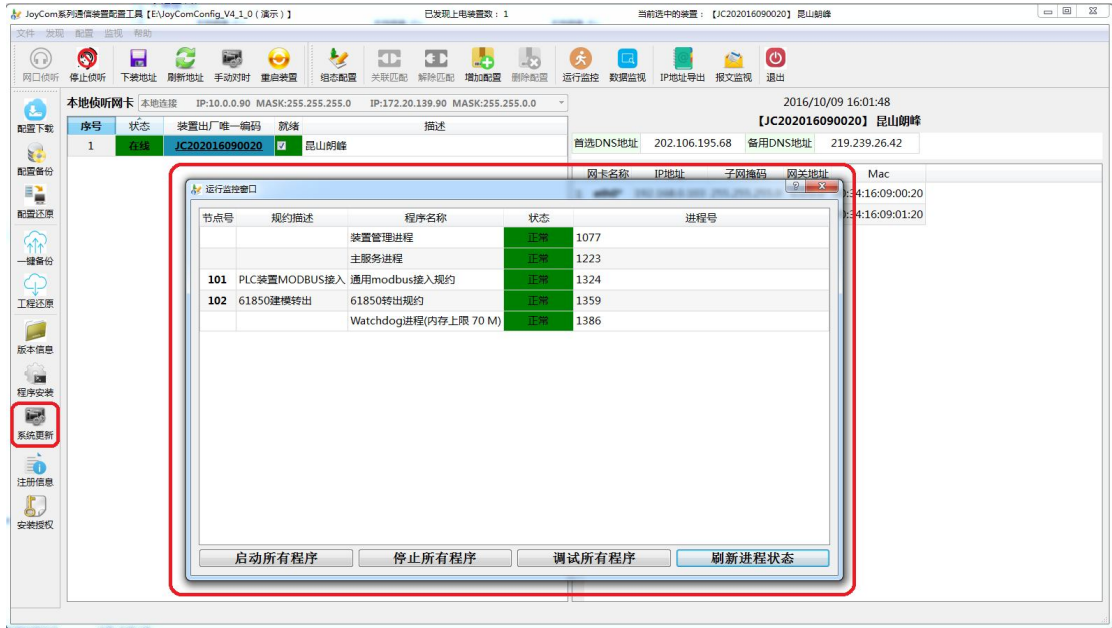 JoyCom系列通信装置配置工具【E:\JoyComConfig_V4_1_0（演示）】 已发现上电装置数：1 当前选中的装置：【JC202016090020】昆山朗峰
文件 发现 配置 监视 帮助
网口侦听 停止侦听 下装地址 刷新地址 手动对时 重启装置 组态配置 关联匹配 解除匹配 增加配置 删除配置 运行监控 数据监视 IP地址导出 报文监视 退出
配置下载
配置备份
配置还原
一键备份
工程还原
版本信息
程序安装
系统更新
注册信息
安装授权
本地侦听网卡 本地连接 IP:10.0.0.90 MASK:255.255.255.0 IP:172.20.139.90 MASK:255.255.0.0
序号 状态 装置出厂唯一编码 就绪 描述
1 在线 JC202016090020 昆山朗峰
2016/10/09 16:01:48
【JC202016090020】昆山朗峰
首选DNS地址 202.106.195.68 备用DNS地址 219.239.26.42
网卡名称 IP地址 子网掩码 网关地址 Mac
:34:16:09:00:20
:34:16:09:01:20
运行监控窗口
节点号 规约描述 程序名称 状态 进程号
装置管理进程 正常 1077
主服务进程 正常 1223
101 PLC装置MODBUS接入 通用modbus接入规约 正常 1324
102 61850建模转出 61850转出规约 正常 1359
Watchdog进程(内存上限 70 M) 正常 1386
启动所有程序 停止所有程序 调试所有程序 刷新进程状态